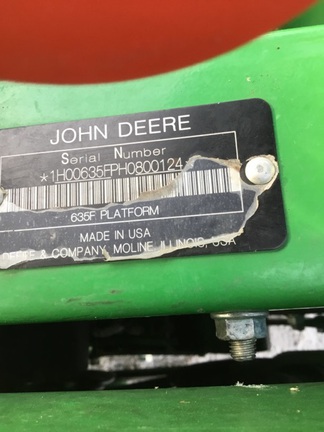 JOHN DEERE
Serial Number
*1H00635FPH0800124
635F PLATFORM
MADE IN USA
DEERE & COMPANY, MOLINE, ILLINOIS, USA